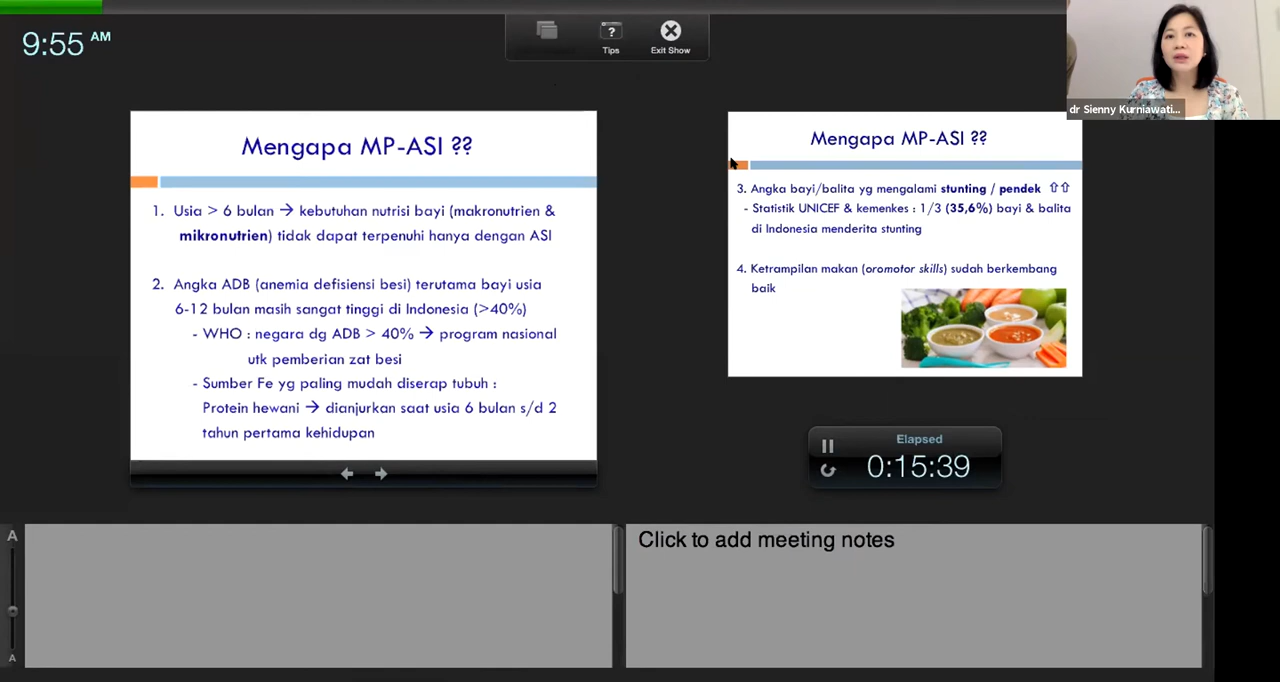 9:55 AM
Tips
Exit Show
dr Sienny Kurniawati...
Mengapa MP-ASI ??
1. Usia > 6 bulan → kebutuhan nutrisi bayi (makronutrien &
mikronutrien) tidak dapat terpenuhi hanya dengan ASI
2. Angka ADB (anemia defisiensi besi) terutama bayi usia
6-12 bulan masih sangat tinggi di Indonesia (>40%)
- WHO : negara dg ADB > 40% → program nasional
utk pemberian zat besi
- Sumber Fe yg paling mudah diserap tubuh :
Protein hewani → dianjurkan saat usia 6 bulan s/d 2
tahun pertama kehidupan
Mengapa MP-ASI ??
3. Angka bayi/balita yg mengalami stunting / pendek ⇧⇧
- Statistik UNICEF & kemenkes : 1/3 (35,6%) bayi & balita
di Indonesia menderita stunting
4. Ketrampilan makan (oromotor skills) sudah berkembang
baik
Elapsed
0:15:39
A
A
Click to add meeting notes